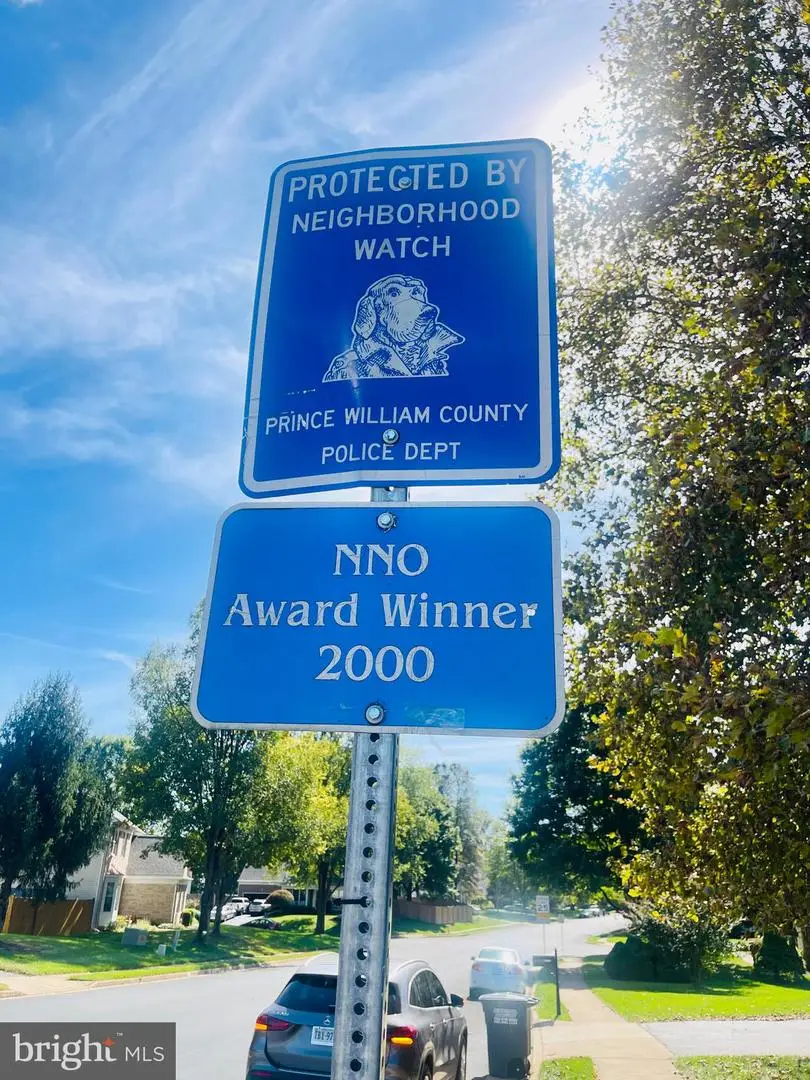 PROTECTED BY
NEIGHBORHOOD
WATCH
PRINCE WILLIAM COUNTY
POLICE DEPT
NNO
Award Winner
2000
bright MLS